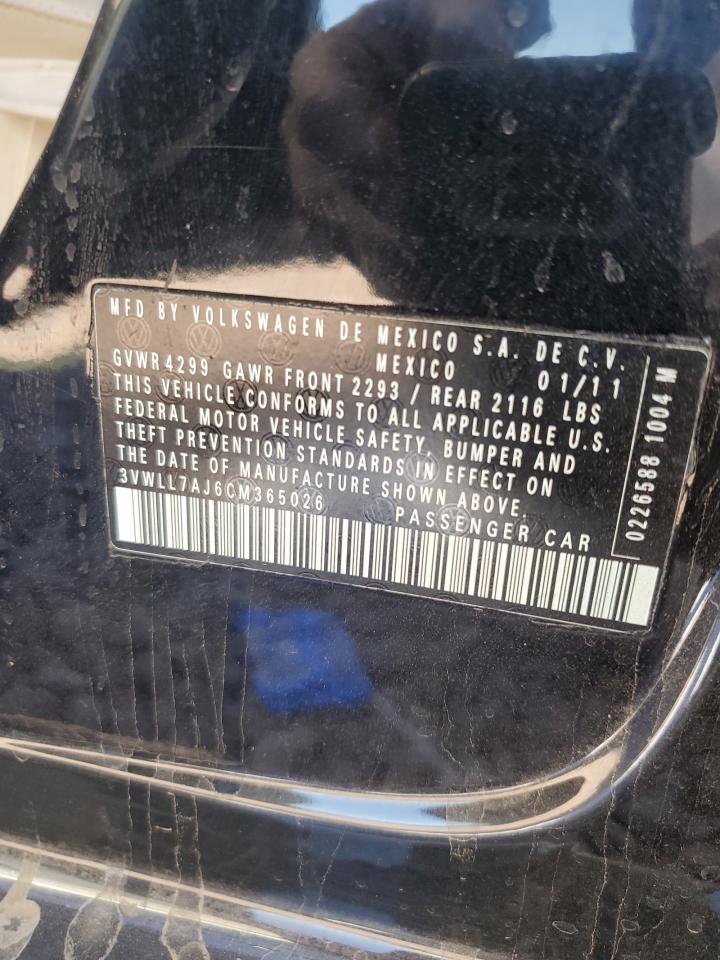 MFD BY VOLKSWAGEN DE MEXICO S.A. DE C.V.
MEXICO
GVWR 4299 GAWR FRONT 2293 / REAR 2116 LBS 01/11
THIS VEHICLE CONFORMS TO ALL APPLICABLE U.S.
FEDERAL MOTOR VEHICLE SAFETY, BUMPER AND
THEFT PREVENTION STANDARDS IN EFFECT ON
THE DATE OF MANUFACTURE SHOWN ABOVE.
3VWLL7AJ6CM365026 PASSENGER CAR
0226588 1004 M